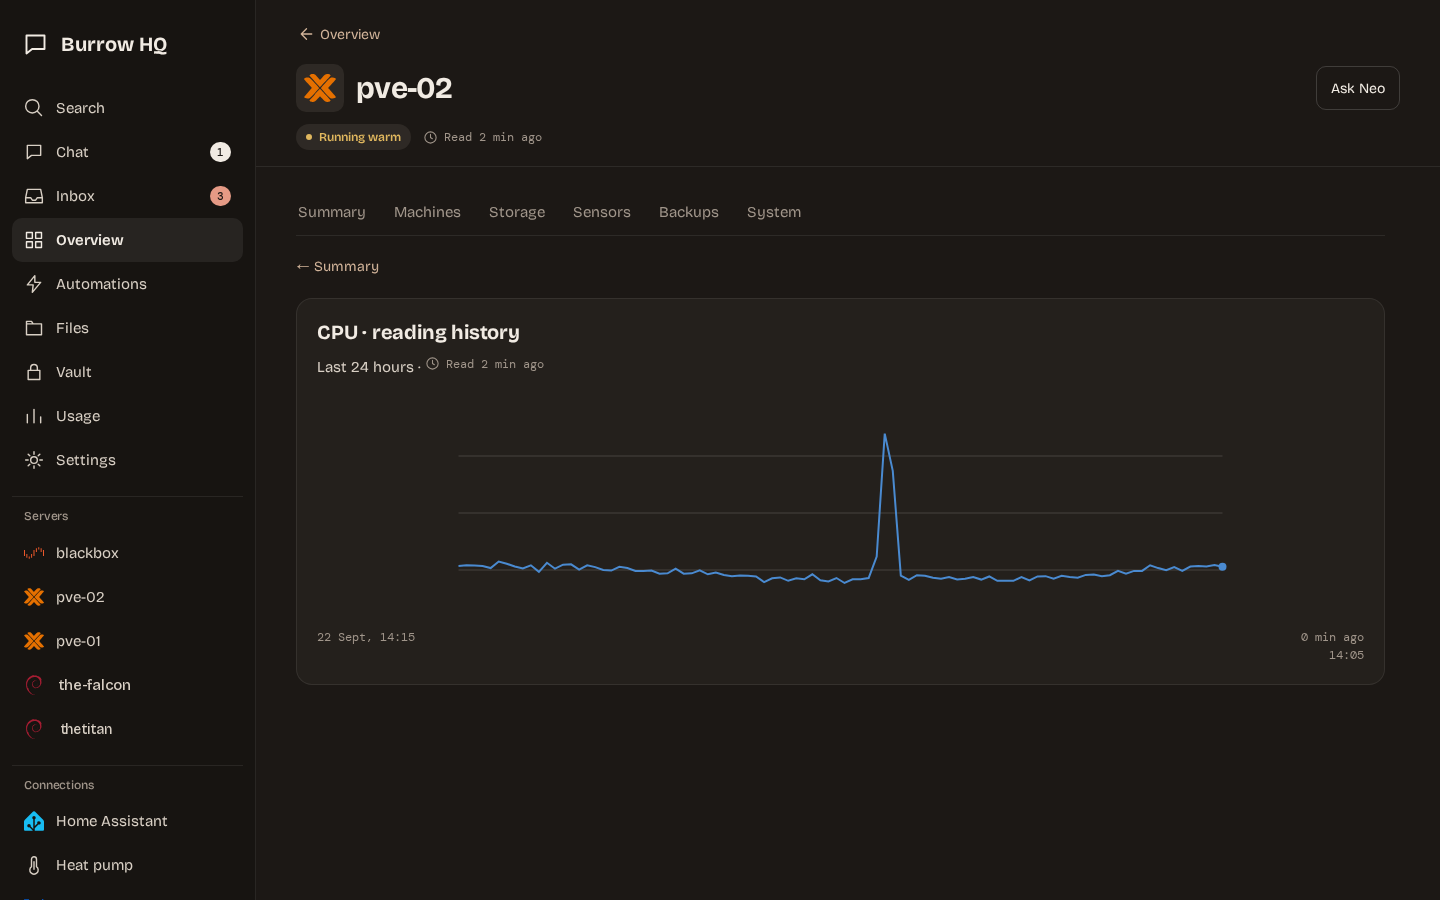 Burrow HQ
Search
Chat 1
Inbox 3
Overview
Automations
Files
Vault
Usage
Settings
Servers
blackbox
pve-02
pve-01
the-falcon
thetitan
Connections
Home Assistant
Heat pump
← Overview
pve-02
Ask Neo
Running warm
Read 2 min ago
Summary Machines Storage Sensors Backups System
← Summary
CPU · reading history
Last 24 hours · Read 2 min ago
22 Sept, 14:15
0 min ago
14:05